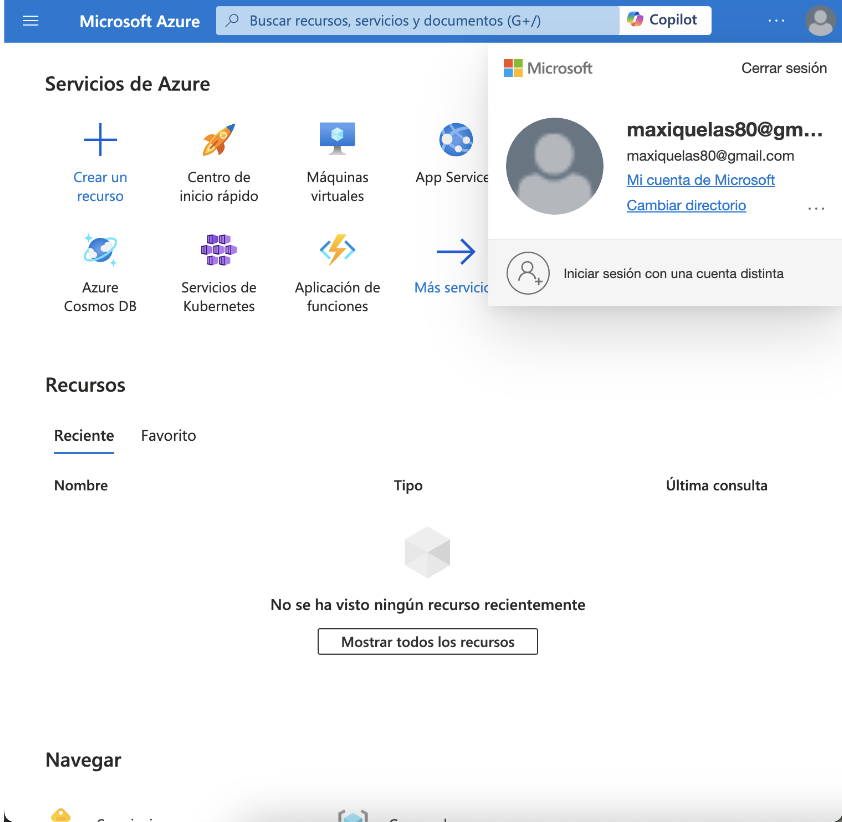 Microsoft Azure
Buscar recursos, servicios y documentos (G+/)
Copilot
...
Microsoft
Cerrar sesión
maxiquelas80@gm...
maxiquelas80@gmail.com
Mi cuenta de Microsoft
Cambiar directorio
...
Iniciar sesión con una cuenta distinta
Servicios de Azure
Crear un
recurso
Centro de
inicio rápido
Máquinas
virtuales
App Service
Azure
Cosmos DB
Servicios de
Kubernetes
Aplicación de
funciones
Más servicio
Recursos
Reciente
Favorito
Nombre
Tipo
Última consulta
No se ha visto ningún recurso recientemente
Mostrar todos los recursos
Navegar